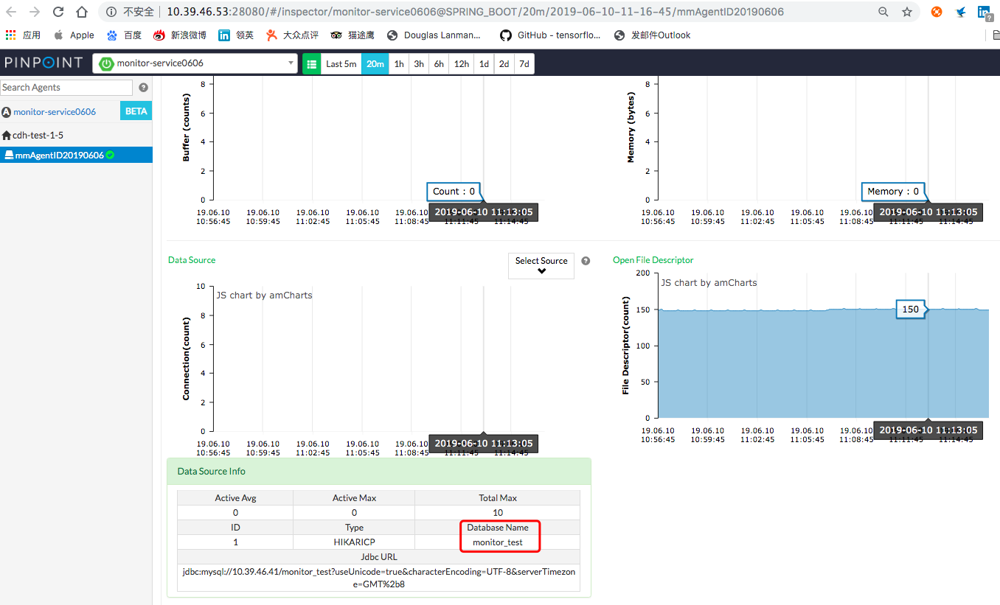 不安全 10.39.46.53:28080/#/inspector/monitor-service0606@SPRING_BOOT/20m/2019-06-10-11-16-45/mmAgentID20190606
应用 Apple 百度 新浪微博 领英 大众点评 猫途鹰 Douglas Lanman... GitHub - tensorflo... 发邮件Outlook
PINPOINT monitor-service0606 Last 5m 20m 1h 3h 6h 12h 1d 2d 7d
Search Agents
monitor-service0606 BETA
cdh-test-1-5
mmAgentID20190606
Buffer (counts)
8
6
4
2
0
Count : 0
2019-06-10 11:13:05
19.06.10 19.06.10 19.06.10 19.06.10 19.06.10
10:56:45 10:59:45 11:02:45 11:05:45 11:08:45 11:11:45 11:14:45
Memory (bytes)
8
6
4
2
0
Memory : 0
2019-06-10 11:13:05
19.06.10 19.06.10 19.06.10 19.06.10 19.06.10
10:56:45 10:59:45 11:02:45 11:05:45 11:08:45 11:11:45 11:14:45
Data Source
Select Source
JS chart by amCharts
Connection(count)
10
8
6
4
2
0
2019-06-10 11:13:05
19.06.10 19.06.10 19.06.10 19.06.10 19.06.10
10:56:45 10:59:45 11:02:45 11:05:45 11:08:45 11:11:45 11:14:45
Open File Descriptor
JS chart by amCharts
File Descriptor(count)
200
150
100
50
0
150
2019-06-10 11:13:05
19.06.10 19.06.10 19.06.10 19.06.10 19.06.10
10:56:45 10:59:45 11:02:45 11:05:45 11:08:45 11:11:45 11:14:45
Data Source Info
Active Avg Active Max Total Max
0 0 10
ID Type Database Name
1 HIKARICP monitor_test
Jdbc URL
jdbc:mysql://10.39.46.41/monitor_test?useUnicode=true&characterEncoding=UTF-8&serverTimezon
e=GMT%2b8